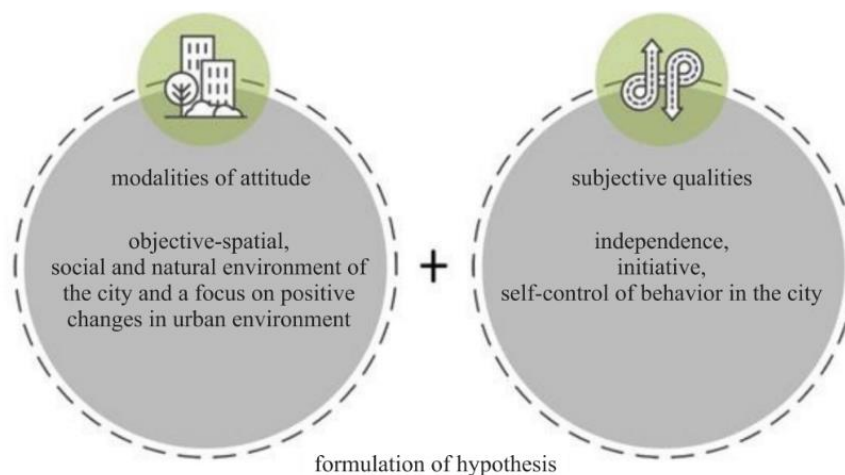 modalities of attitude
objective-spatial,
social and natural environment of
the city and a focus on positive
changes in urban environment
+
subjective qualities
independence,
initiative,
self-control of behavior in the city
formulation of hypothesis